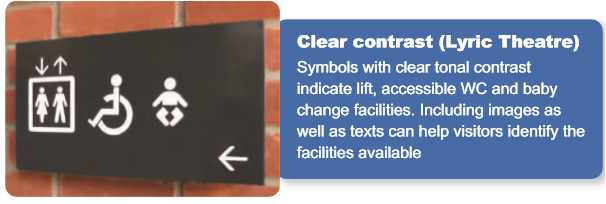 Clear contrast (Lyric Theatre)
Symbols with clear tonal contrast
indicate lift, accessible WC and baby
change facilities. Including images as
well as texts can help visitors identify the
facilities available